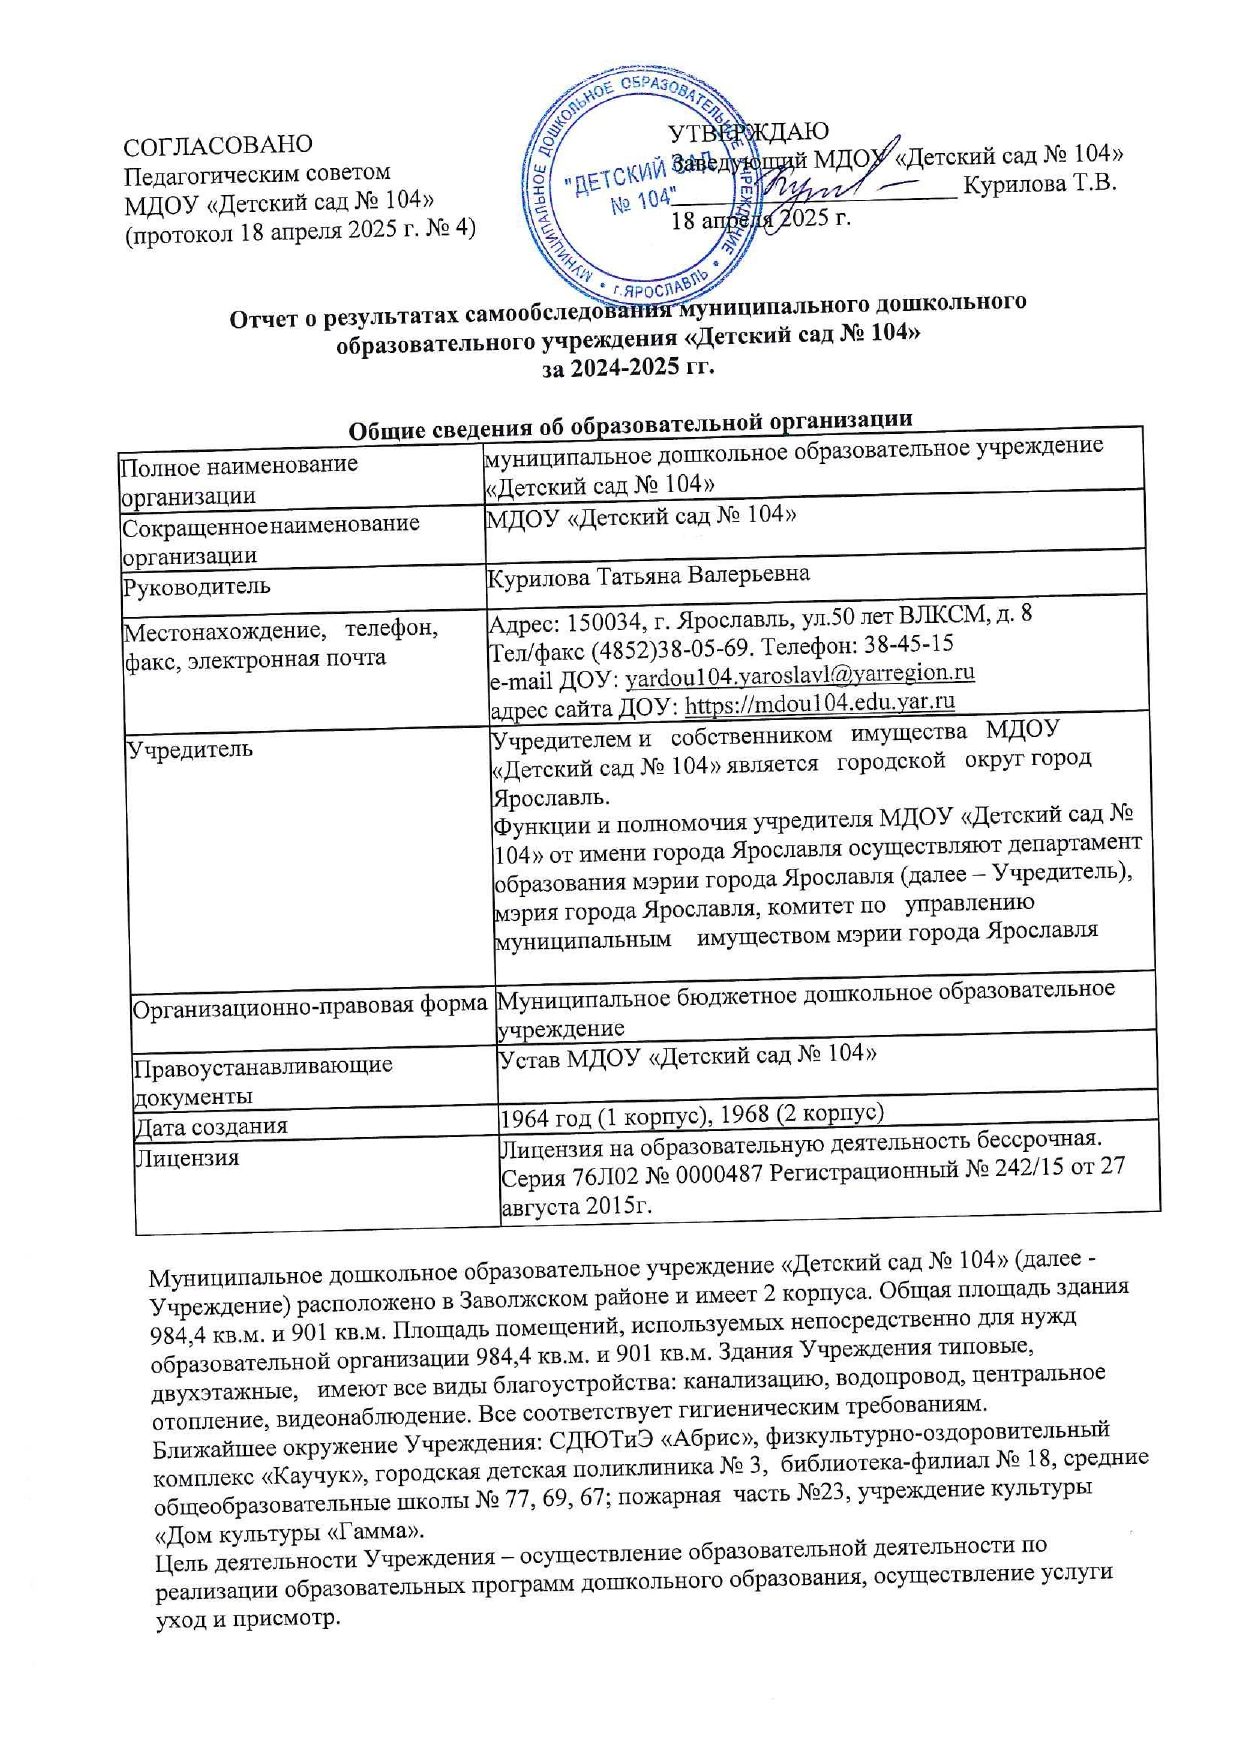 СОГЛАСОВАНО
Педагогическим советом
МДОУ «Детский сад № 104»
(протокол 18 апреля 2025 г. № 4)
МУНИЦИПАЛЬНОЕ ДОШКОЛЬНОЕ ОБРАЗОВАТЕЛЬНОЕ УЧРЕЖДЕНИЕ • г.ЯРОСЛАВЛЬ •
"ДЕТСКИЙ САД
№ 104"
УТВЕРЖДАЮ
Заведующий МДОУ «Детский сад № 104»
Курилова Т.В.
18 апреля 2025 г.
Отчет о результатах самообследования муниципального дошкольного
образовательного учреждения «Детский сад № 104»
за 2024-2025 гг.
Общие сведения об образовательной организации
Полное наименование
организации
муниципальное дошкольное образовательное учреждение
«Детский сад № 104»
Сокращенное наименование
организации
МДОУ «Детский сад № 104»
Руководитель
Курилова Татьяна Валерьевна
Местонахождение, телефон,
факс, электронная почта
Адрес: 150034, г. Ярославль, ул.50 лет ВЛКСМ, д. 8
Тел/факс (4852)38-05-69. Телефон: 38-45-15
e-mail ДОУ: yardou104.yaroslavl@yarregion.ru
адрес сайта ДОУ: https://mdou104.edu.yar.ru
Учредитель
Учредителем и собственником имущества МДОУ
«Детский сад № 104» является городской округ город
Ярославль.
Функции и полномочия учредителя МДОУ «Детский сад №
104» от имени города Ярославля осуществляют департамент
образования мэрии города Ярославля (далее – Учредитель),
мэрия города Ярославля, комитет по управлению
муниципальным имуществом мэрии города Ярославля
Организационно-правовая форма
Муниципальное бюджетное дошкольное образовательное
учреждение
Правоустанавливающие
документы
Устав МДОУ «Детский сад № 104»
Дата создания
1964 год (1 корпус), 1968 (2 корпус)
Лицензия
Лицензия на образовательную деятельность бессрочная.
Серия 76Л02 № 0000487 Регистрационный № 242/15 от 27
августа 2015г.
Муниципальное дошкольное образовательное учреждение «Детский сад № 104» (далее -
Учреждение) расположено в Заволжском районе и имеет 2 корпуса. Общая площадь здания
984,4 кв.м. и 901 кв.м. Площадь помещений, используемых непосредственно для нужд
образовательной организации 984,4 кв.м. и 901 кв.м. Здания Учреждения типовые,
двухэтажные, имеют все виды благоустройства: канализацию, водопровод, центральное
отопление, видеонаблюдение. Все соответствует гигиеническим требованиям.
Ближайшее окружение Учреждения: СДЮТиЭ «Абрис», физкультурно-оздоровительный
комплекс «Каучук», городская детская поликлиника № 3, библиотека-филиал № 18, средние
общеобразовательные школы № 77, 69, 67; пожарная часть №23, учреждение культуры
«Дом культуры «Гамма».
Цель деятельности Учреждения – осуществление образовательной деятельности по
реализации образовательных программ дошкольного образования, осуществление услуги
уход и присмотр.